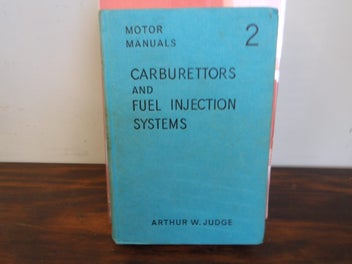 MOTOR
MANUALS 2
CARBURETTORS
AND
FUEL INJECTION
SYSTEMS
ARTHUR W. JUDGE